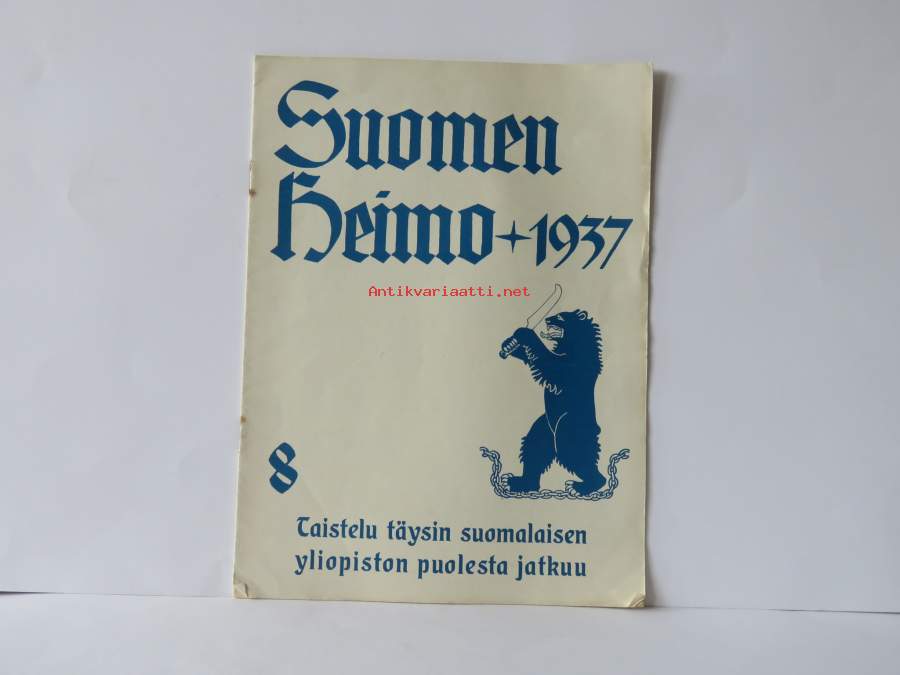 Suomen
Heimo + 1937
Antikvariaatti.net
8
Taistelu täysin suomalaisen
yliopiston puolesta jatkuu